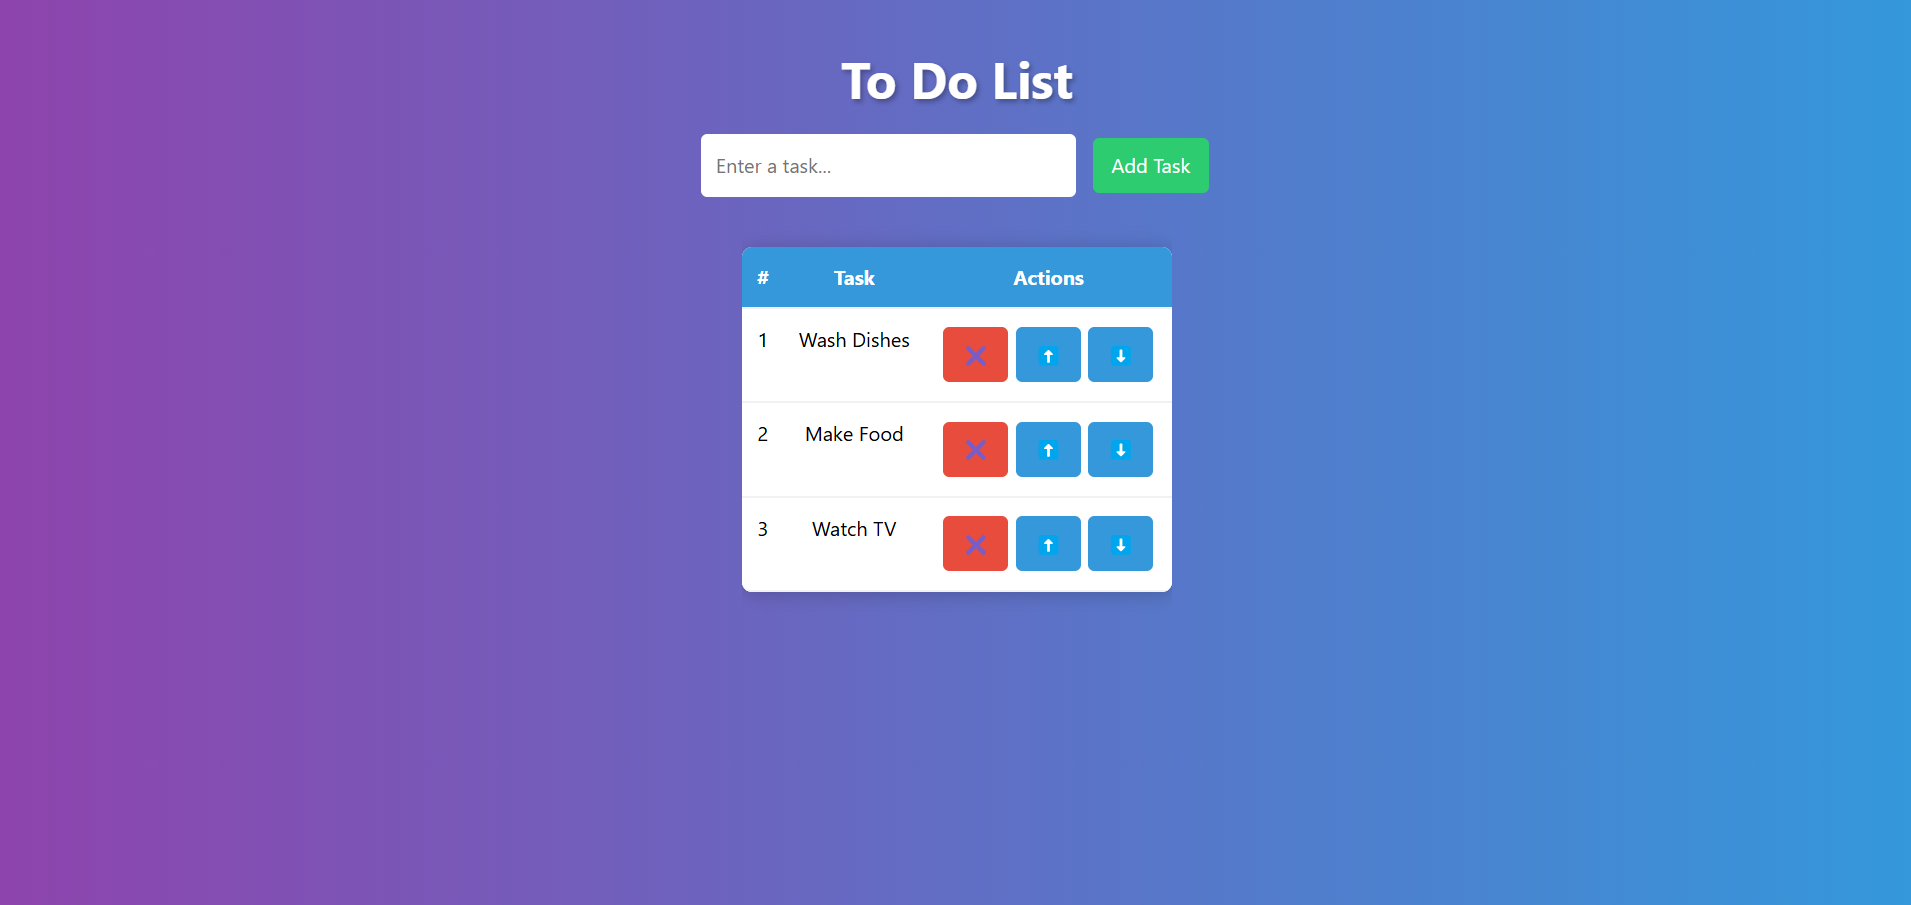 To Do List
Enter a task...
Add Task
# Task Actions
1 Wash Dishes
2 Make Food
3 Watch TV